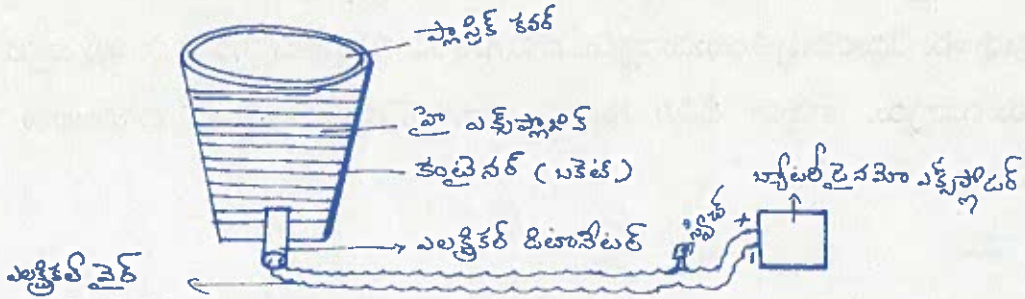 ప్లాస్టిక్ కవర్
హై ఎక్స్‌ప్లోజివ్
కంటైనర్ (బకెట్)
బ్యాటరీ, డైనమో ఎక్స్‌ప్లోడర్
స్విచ్
+
ఎలక్ట్రికల్ డిటొనేటర్
ఎలక్ట్రికల్ వైర్